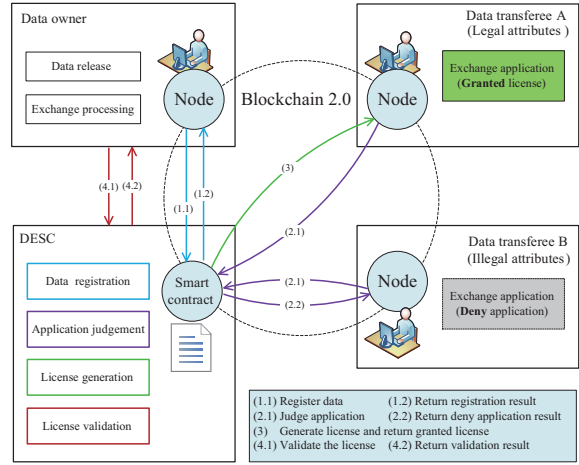 Data owner
Data release
Exchange processing
Node
Blockchain 2.0
Data transferee A
(Legal attributes )
Node
Exchange application
(Granted license)
(4.1)
(4.2)
(1.1)
(1.2)
(3)
(2.1)
DESC
Data registration
Application judgement
License generation
License validation
Smart
contract
(2.1)
(2.2)
Data transferee B
(Illegal attributes )
Node
Exchange application
(Deny application)
(1.1) Register data (1.2) Return registration result
(2.1) Judge application (2.2) Return deny application result
(3) Generate license and return granted license
(4.1) Validate the license (4.2) Return validation result